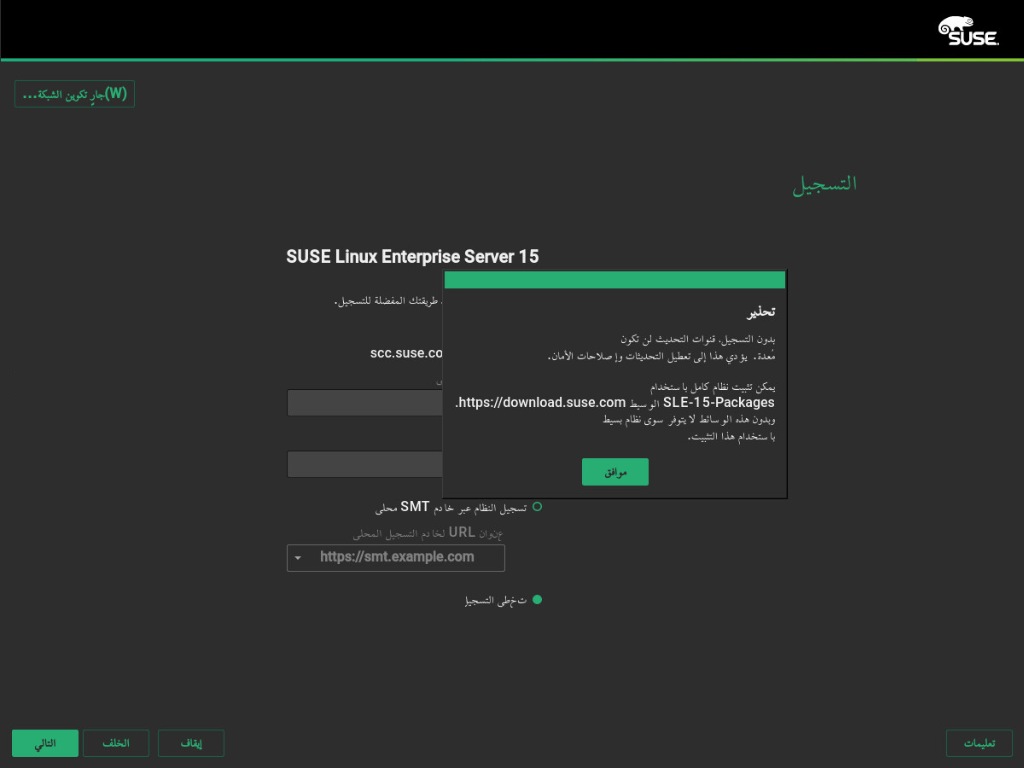 SUSE
(W)جارٍ تكوين الشبكة...
التسجيل
SUSE Linux Enterprise Server 15
طريقتك المفضلة للتسجيل.
scc.suse.co
تحذير
بدون التسجيل، قنوات التحديث لن تكون
مُعدة. يؤدي هذا إلى تعطيل التحديثات وإصلاحات الأمان.
يمكن تثبيت نظام كامل باستخدام
SLE-15-Packages الوسيط https://download.suse.com.
وبدون هذه الوسائط لا يتوفر سوى نظام بسيط
باستخدام هذا التثبيت.
موافق
تسجيل النظام عبر خادم SMT محلى
عنوان URL لخادم التسجيل المحلى
https://smt.example.com
تخطى التسجيل
التالي
الخلف
إيقاف
تعليمات